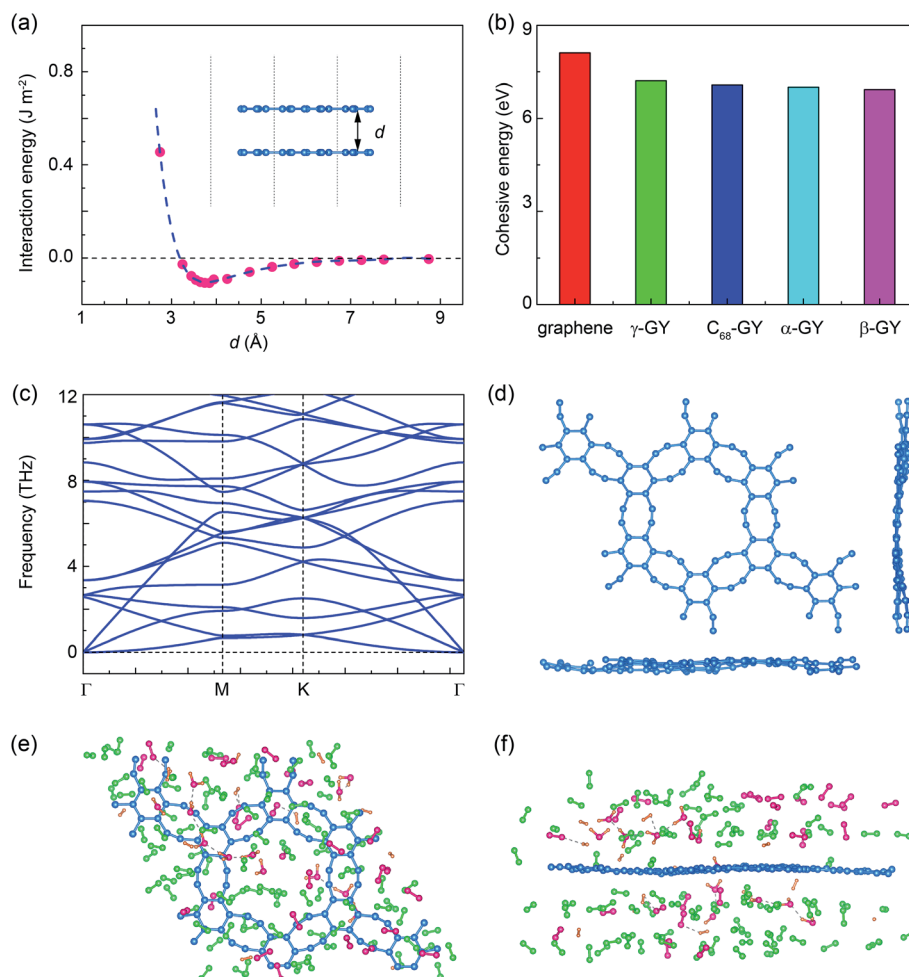 (a)
Interaction energy (J m⁻²)
0.8
0.4
0.0
1 3 5 7 9
d (Å)
d
(b)
Cohesive energy (eV)
9
6
3
0
graphene γ-GY C₆₈-GY α-GY β-GY
(c)
Frequency (THz)
12
8
4
0
Γ M K Γ
(d)
(e)
(f)